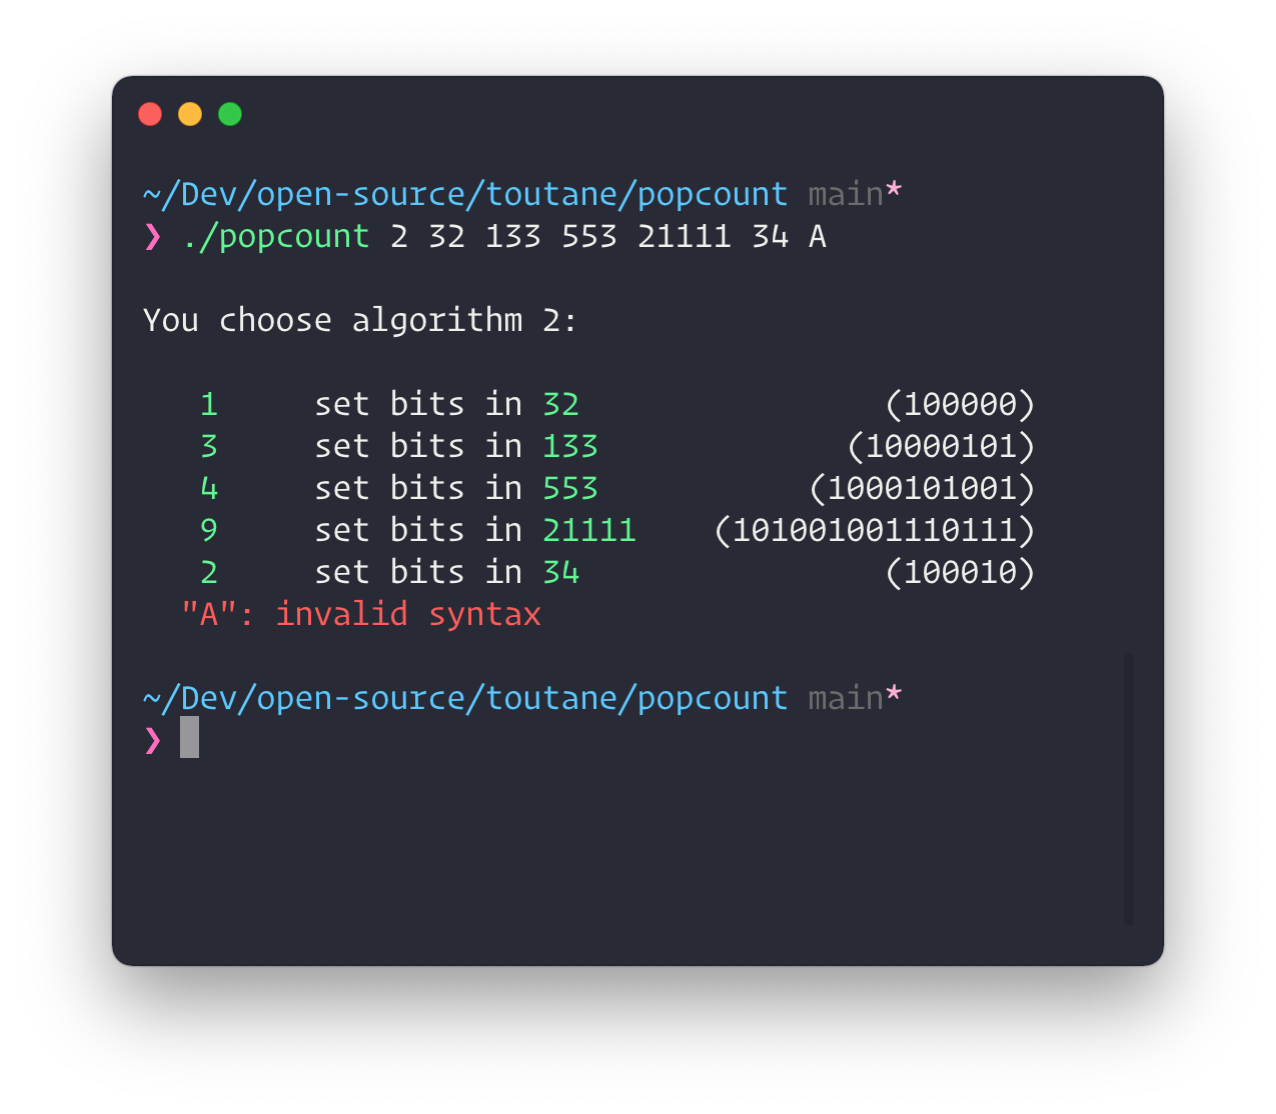 ~/Dev/open-source/toutane/popcount main*
❯ ./popcount 2 32 133 553 21111 34 A
You choose algorithm 2:
1 set bits in 32 (100000)
3 set bits in 133 (10000101)
4 set bits in 553 (1000101001)
9 set bits in 21111 (101001001110111)
2 set bits in 34 (100010)
"A": invalid syntax
~/Dev/open-source/toutane/popcount main*
❯